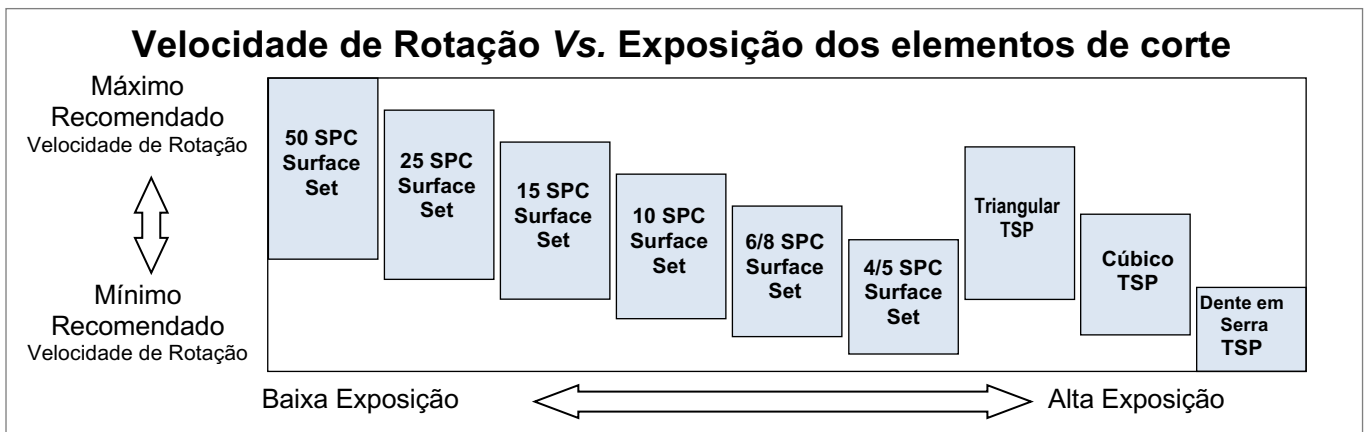 Velocidade de Rotação Vs. Exposição dos elementos de corte
Máximo
Recomendado
Velocidade de Rotação
Mínimo
Recomendado
Velocidade de Rotação
50 SPC
Surface
Set
25 SPC
Surface
Set
15 SPC
Surface
Set
10 SPC
Surface
Set
6/8 SPC
Surface
Set
4/5 SPC
Surface
Set
Triangular
TSP
Cúbico
TSP
Dente em
Serra
TSP
Baixa Exposição
Alta Exposição